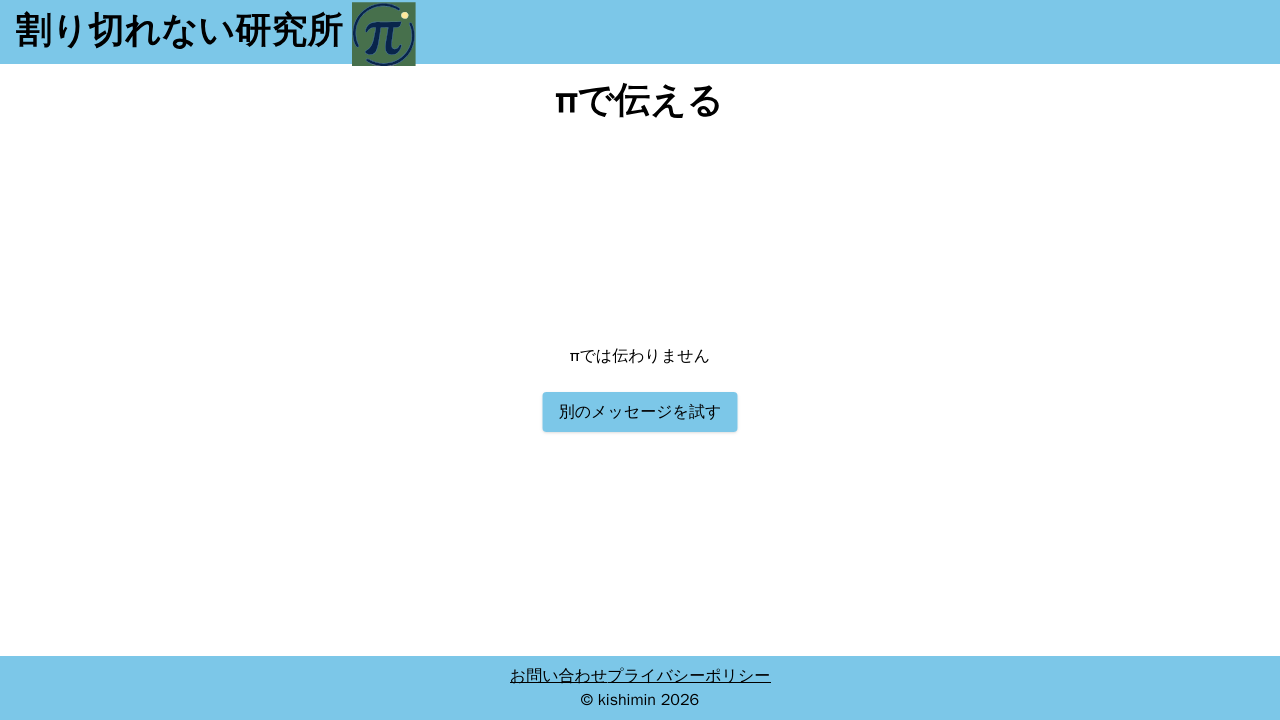 割り切れない研究所 π
πで伝える
πでは伝わりません
別のメッセージを試す
お問い合わせプライバシーポリシー
© kishimin 2026